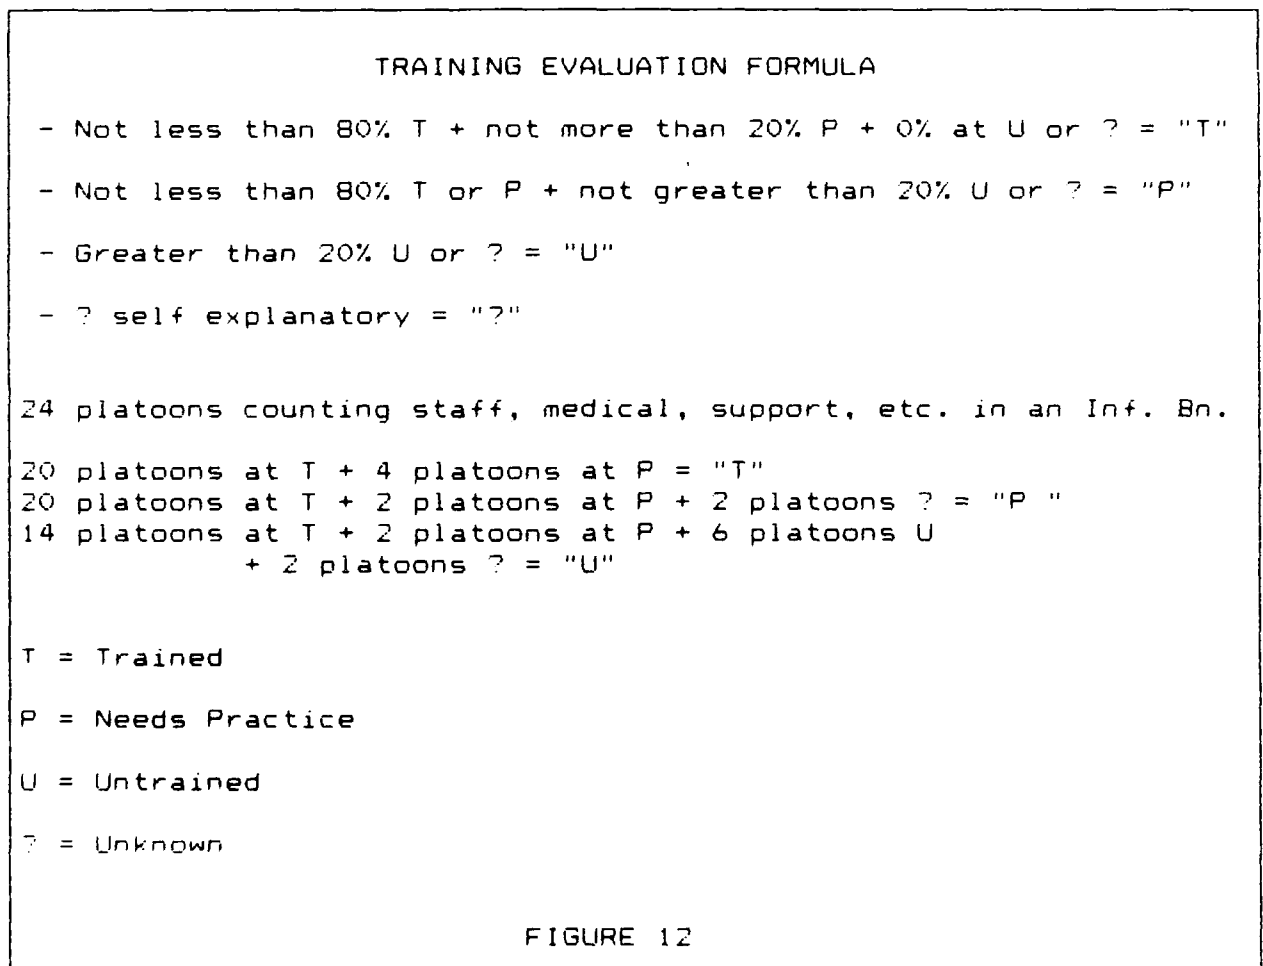 TRAINING EVALUATION FORMULA
- Not less than 80% T + not more than 20% P + 0% at U or ? = "T"
- Not less than 80% T or P + not greater than 20% U or ? = "P"
- Greater than 20% U or ? = "U"
- ? self explanatory = "?"
24 platoons counting staff, medical, support, etc. in an Inf. Bn.
20 platoons at T + 4 platoons at P = "T"
20 platoons at T + 2 platoons at P + 2 platoons ? = "P "
14 platoons at T + 2 platoons at P + 6 platoons U
+ 2 platoons ? = "U"
T = Trained
P = Needs Practice
U = Untrained
? = Unknown
FIGURE 12